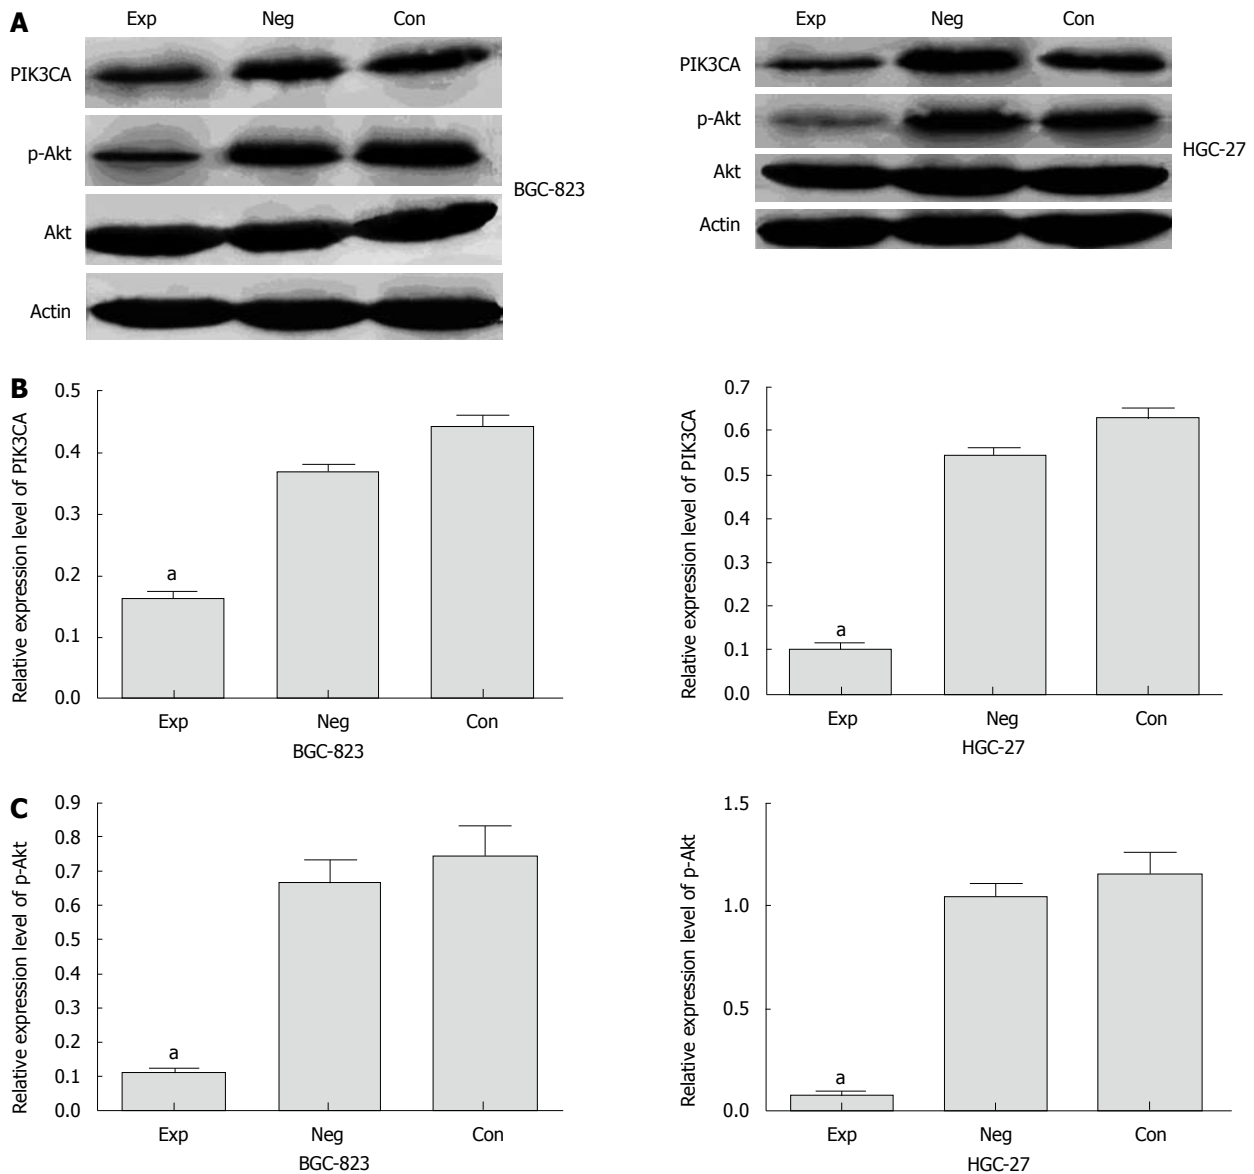 A
Exp Neg Con
PIK3CA
p-Akt
Akt
Actin
BGC-823
Exp Neg Con
PIK3CA
p-Akt
Akt
Actin
HGC-27
B
Relative expression level of PIK3CA
0.5
0.4
0.3
0.2
0.1
0.0
a
Exp Neg Con
BGC-823
Relative expression level of PIK3CA
0.7
0.6
0.5
0.4
0.3
0.2
0.1
0.0
a
Exp Neg Con
HGC-27
C
Relative expression level of p-Akt
0.9
0.8
0.7
0.6
0.5
0.4
0.3
0.2
0.1
0.0
a
Exp Neg Con
BGC-823
Relative expression level of p-Akt
1.5
1.0
0.5
0.0
a
Exp Neg Con
HGC-27